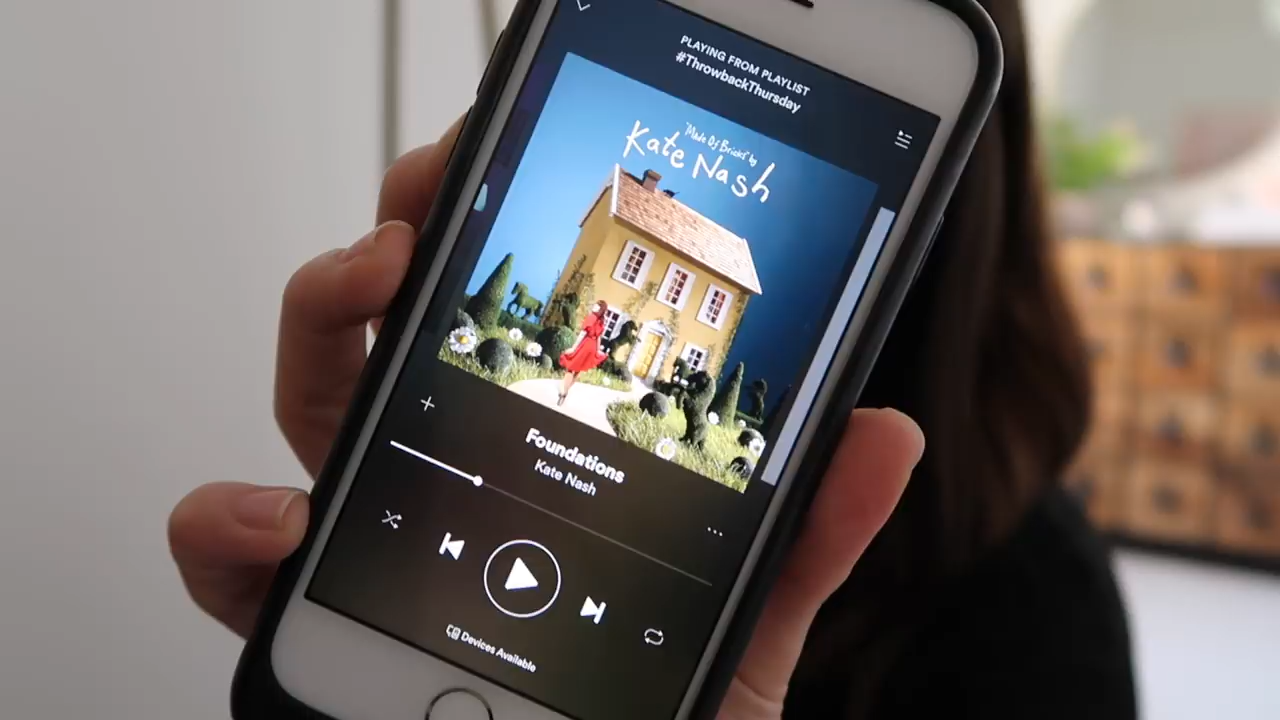 PLAYING FROM PLAYLIST
#ThrowbackThursday
"Made Of Bricks" by
Kate Nash
Foundations
Kate Nash
Devices Available